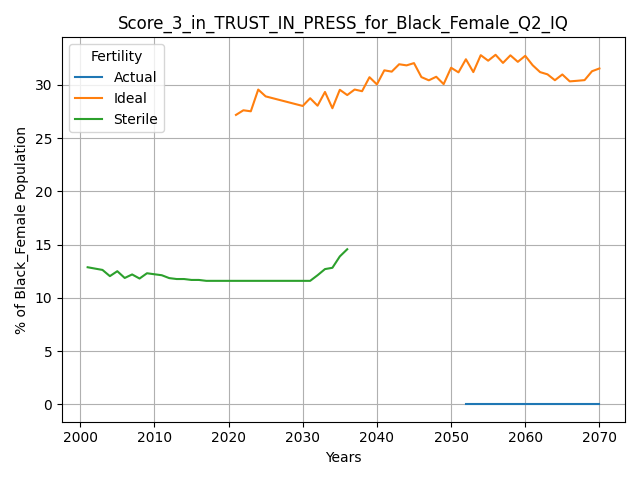 Score_3_in_TRUST_IN_PRESS_for_Black_Female_Q2_IQ
Fertility
Actual
Ideal
Sterile
% of Black_Female Population
30
25
20
15
10
5
0
2000 2010 2020 2030 2040 2050 2060 2070
Years